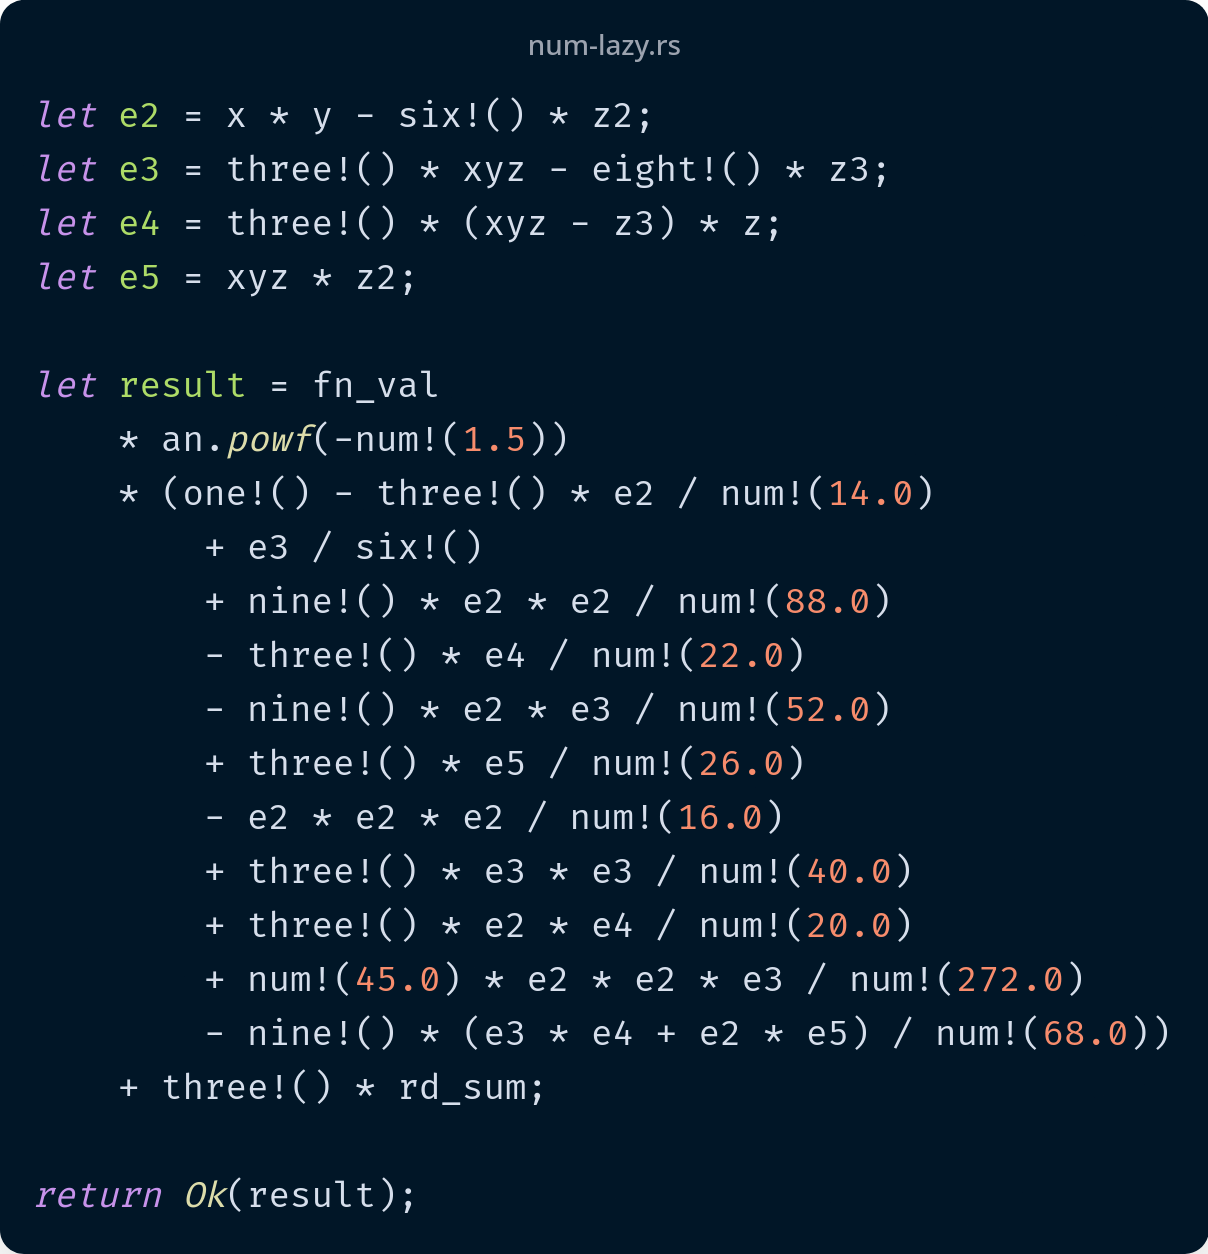 num-lazy.rs
let e2 = x * y - six!() * z2;
let e3 = three!() * xyz - eight!() * z3;
let e4 = three!() * (xyz - z3) * z;
let e5 = xyz * z2;
let result = fn_val
    * an.powf(-num!(1.5))
    * (one!() - three!() * e2 / num!(14.0)
        + e3 / six!()
        + nine!() * e2 * e2 / num!(88.0)
        - three!() * e4 / num!(22.0)
        - nine!() * e2 * e3 / num!(52.0)
        + three!() * e5 / num!(26.0)
        - e2 * e2 * e2 / num!(16.0)
        + three!() * e3 * e3 / num!(40.0)
        + three!() * e2 * e4 / num!(20.0)
        + num!(45.0) * e2 * e2 * e3 / num!(272.0)
        - nine!() * (e3 * e4 + e2 * e5) / num!(68.0))
    + three!() * rd_sum;
return Ok(result);